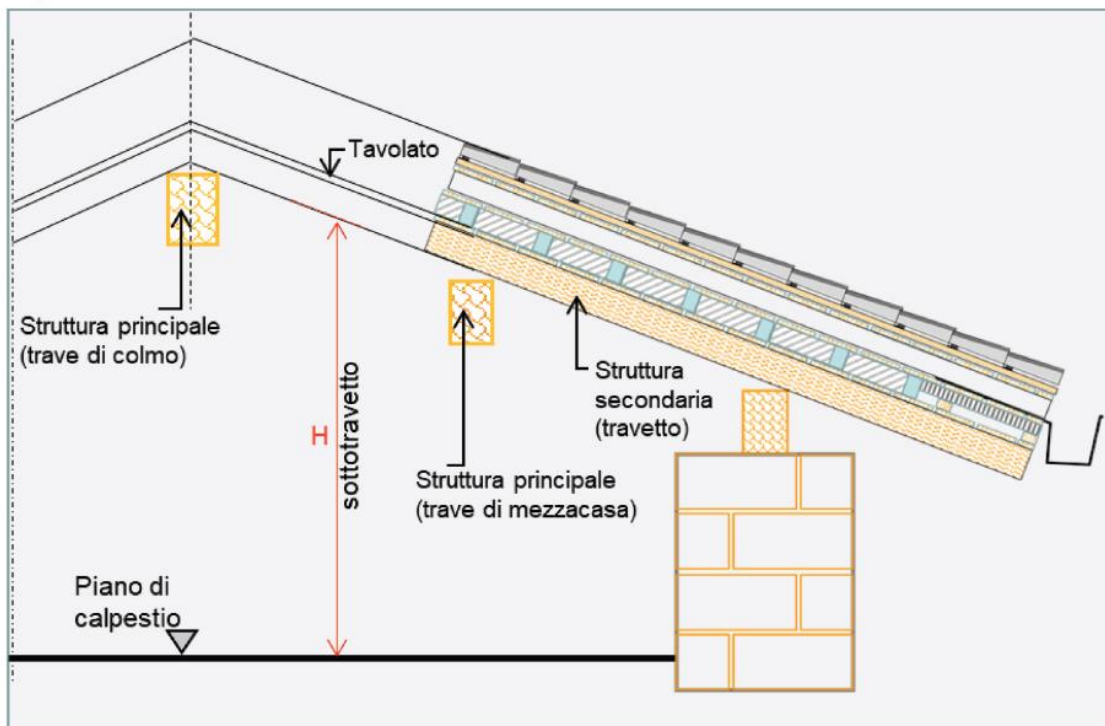 Tavolato
Struttura principale
(trave di colmo)
H
sottotravetto
Struttura
secondaria
(travetto)
Struttura principale
(trave di mezzacasa)
Piano di
calpestio